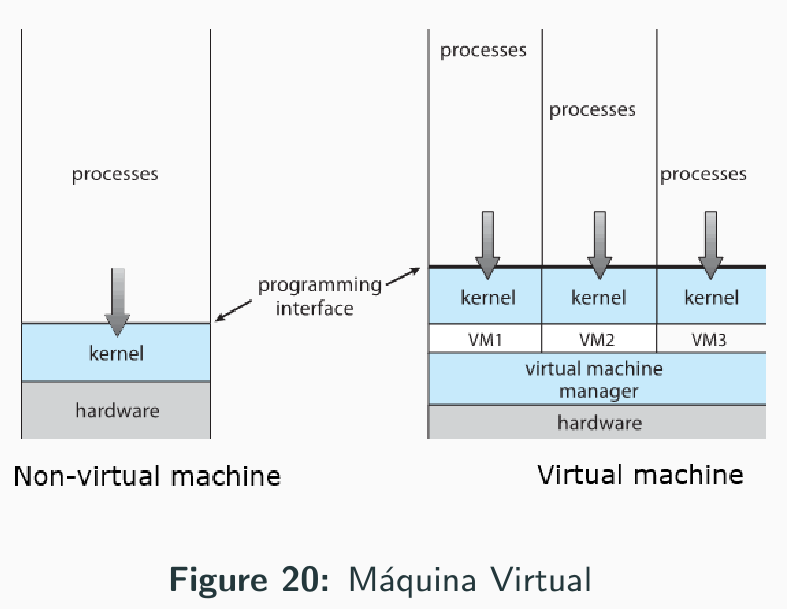 processes
kernel
hardware
Non-virtual machine
programming
interface
processes
processes
processes
kernel
kernel
kernel
VM1
VM2
VM3
virtual machine
manager
hardware
Virtual machine
Figure 20: Máquina Virtual